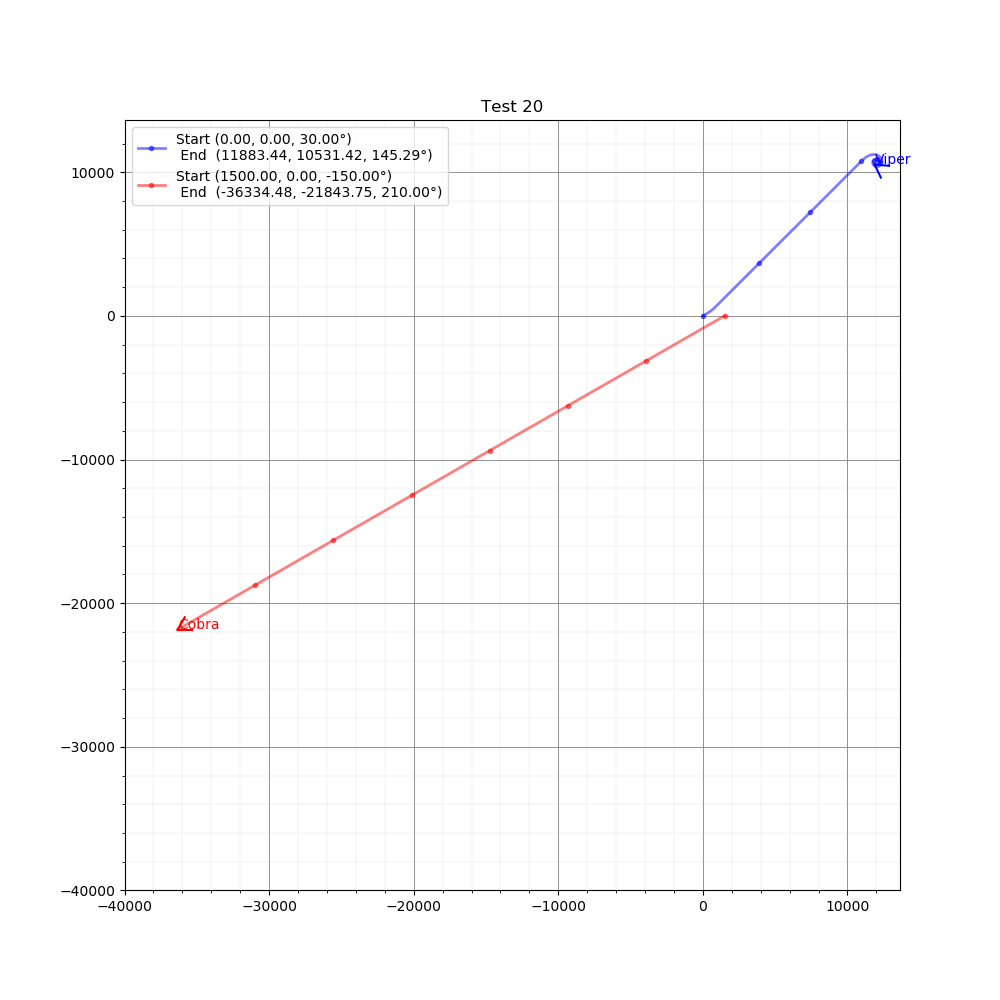 Test 20
Start (0.00, 0.00, 30.00°)
End (11883.44, 10531.42, 145.29°)
Start (1500.00, 0.00, -150.00°)
End (-36334.48, -21843.75, 210.00°)
Viper
Cobra
10000
0
−10000
−20000
−30000
−40000
−40000 −30000 −20000 −10000 0 10000